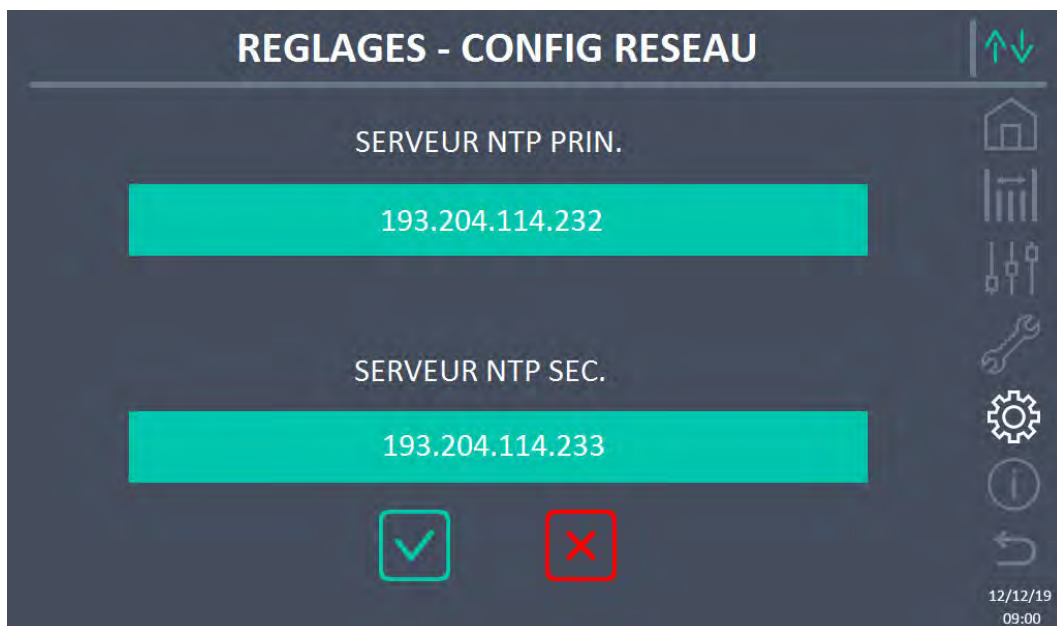 REGLAGES - CONFIG RESEAU
SERVEUR NTP PRIN.
193.204.114.232
SERVEUR NTP SEC.
193.204.114.233
12/12/19
09:00